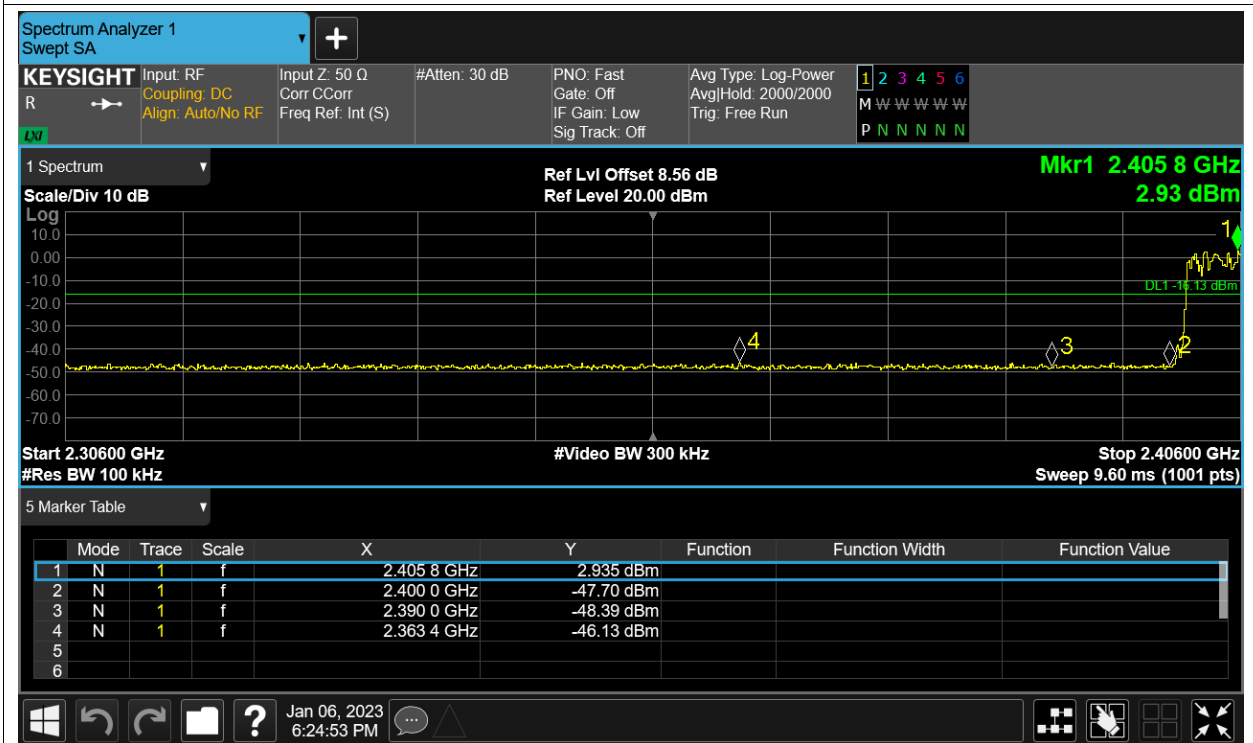 Spectrum Analyzer 1
Swept SA
KEYSIGHT Input: RF Input Z: 50 Ω #Atten: 30 dB PNO: Fast Avg Type: Log-Power 1 2 3 4 5 6
R Coupling: DC Corr CCorr Gate: Off Avg|Hold: 2000/2000 M W W W W W
Align: Auto/No RF Freq Ref: Int (S) IF Gain: Low Trig: Free Run
LXI Sig Track: Off P N N N N N
1 Spectrum Ref Lvl Offset 8.56 dB Mkr1 2.405 8 GHz
Scale/Div 10 dB Ref Level 20.00 dBm 2.93 dBm
Log
10.0 1
0.00
-10.0 DL1 -16.13 dBm
-20.0
-30.0
-40.0 4 3 2
-50.0
-60.0
-70.0
Start 2.30600 GHz #Video BW 300 kHz Stop 2.40600 GHz
#Res BW 100 kHz Sweep 9.60 ms (1001 pts)
5 Marker Table
Mode Trace Scale X Y Function Function Width Function Value
1 N 1 f 2.405 8 GHz 2.935 dBm
2 N 1 f 2.400 0 GHz -47.70 dBm
3 N 1 f 2.390 0 GHz -48.39 dBm
4 N 1 f 2.363 4 GHz -46.13 dBm
5
6
? Jan 06, 2023
6:24:53 PM